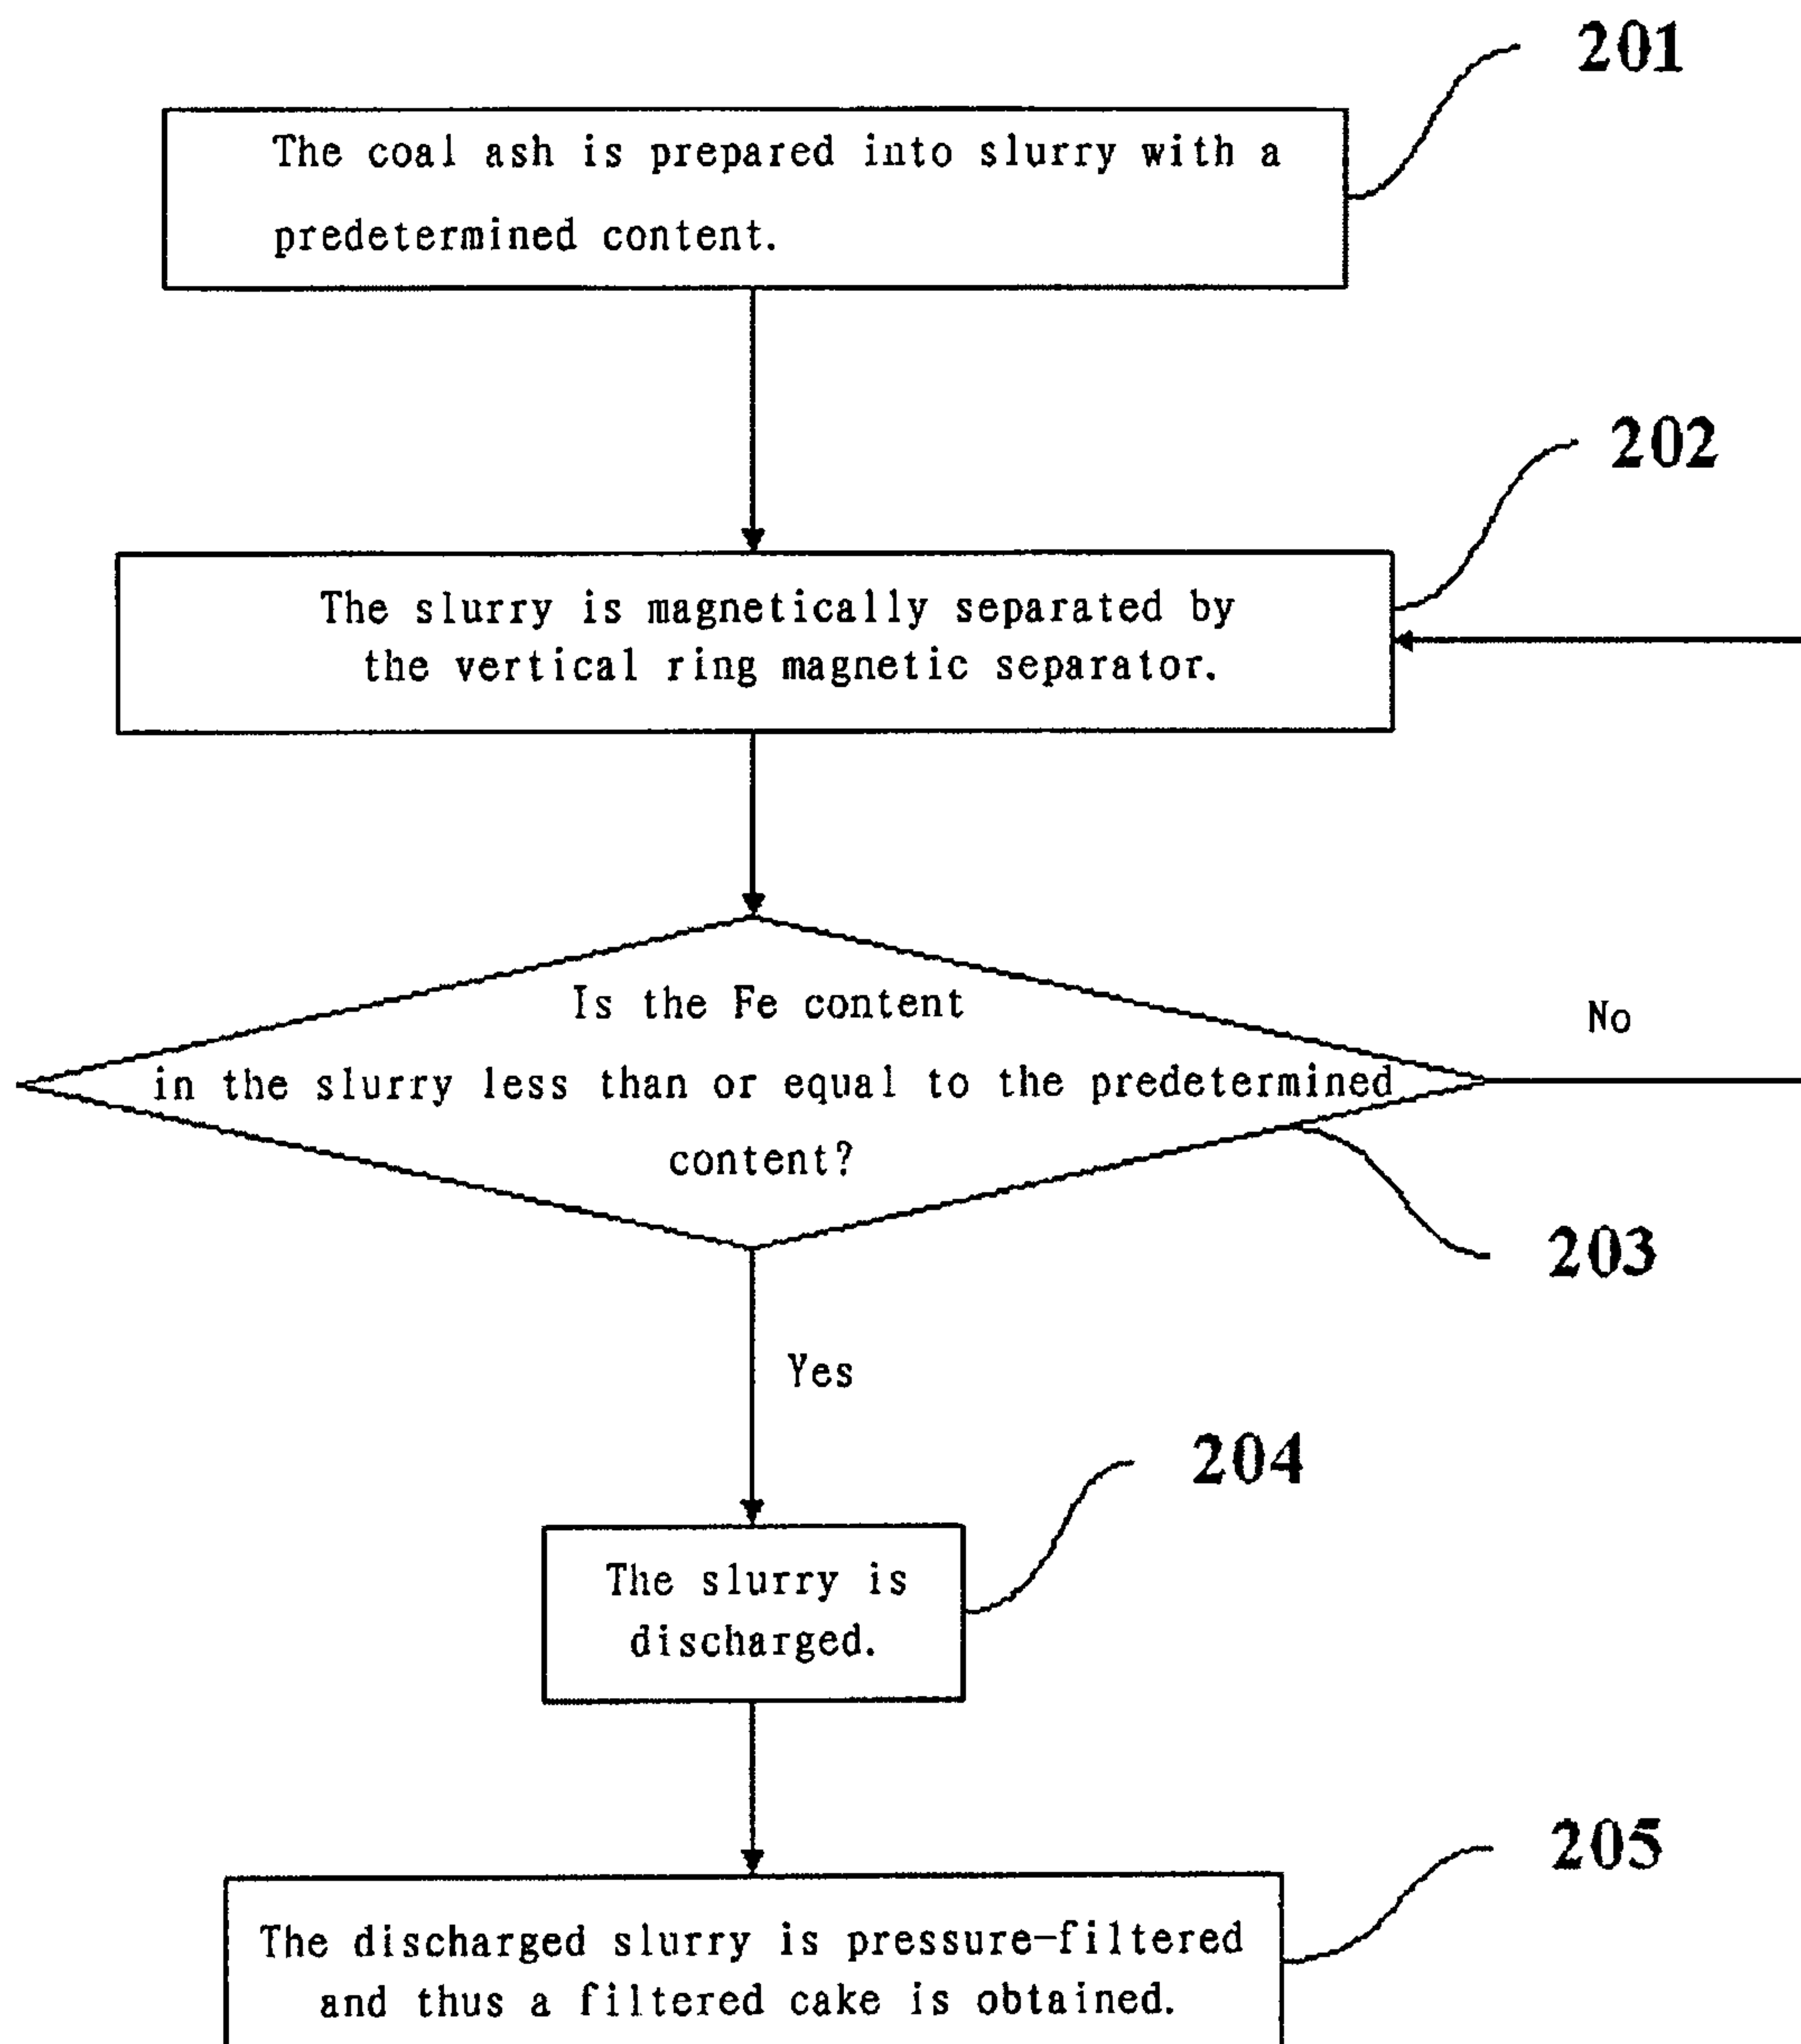 201
The coal ash is prepared into slurry with a
predetermined content.
202
The slurry is magnetically separated by
the vertical ring magnetic separator.
Is the Fe content
No
in the slurry less than or equal to the predetermined
content?
203
Yes
204
The slurry is
discharged.
205
The discharged slurry is pressure-filtered
and thus a filtered cake is obtained.